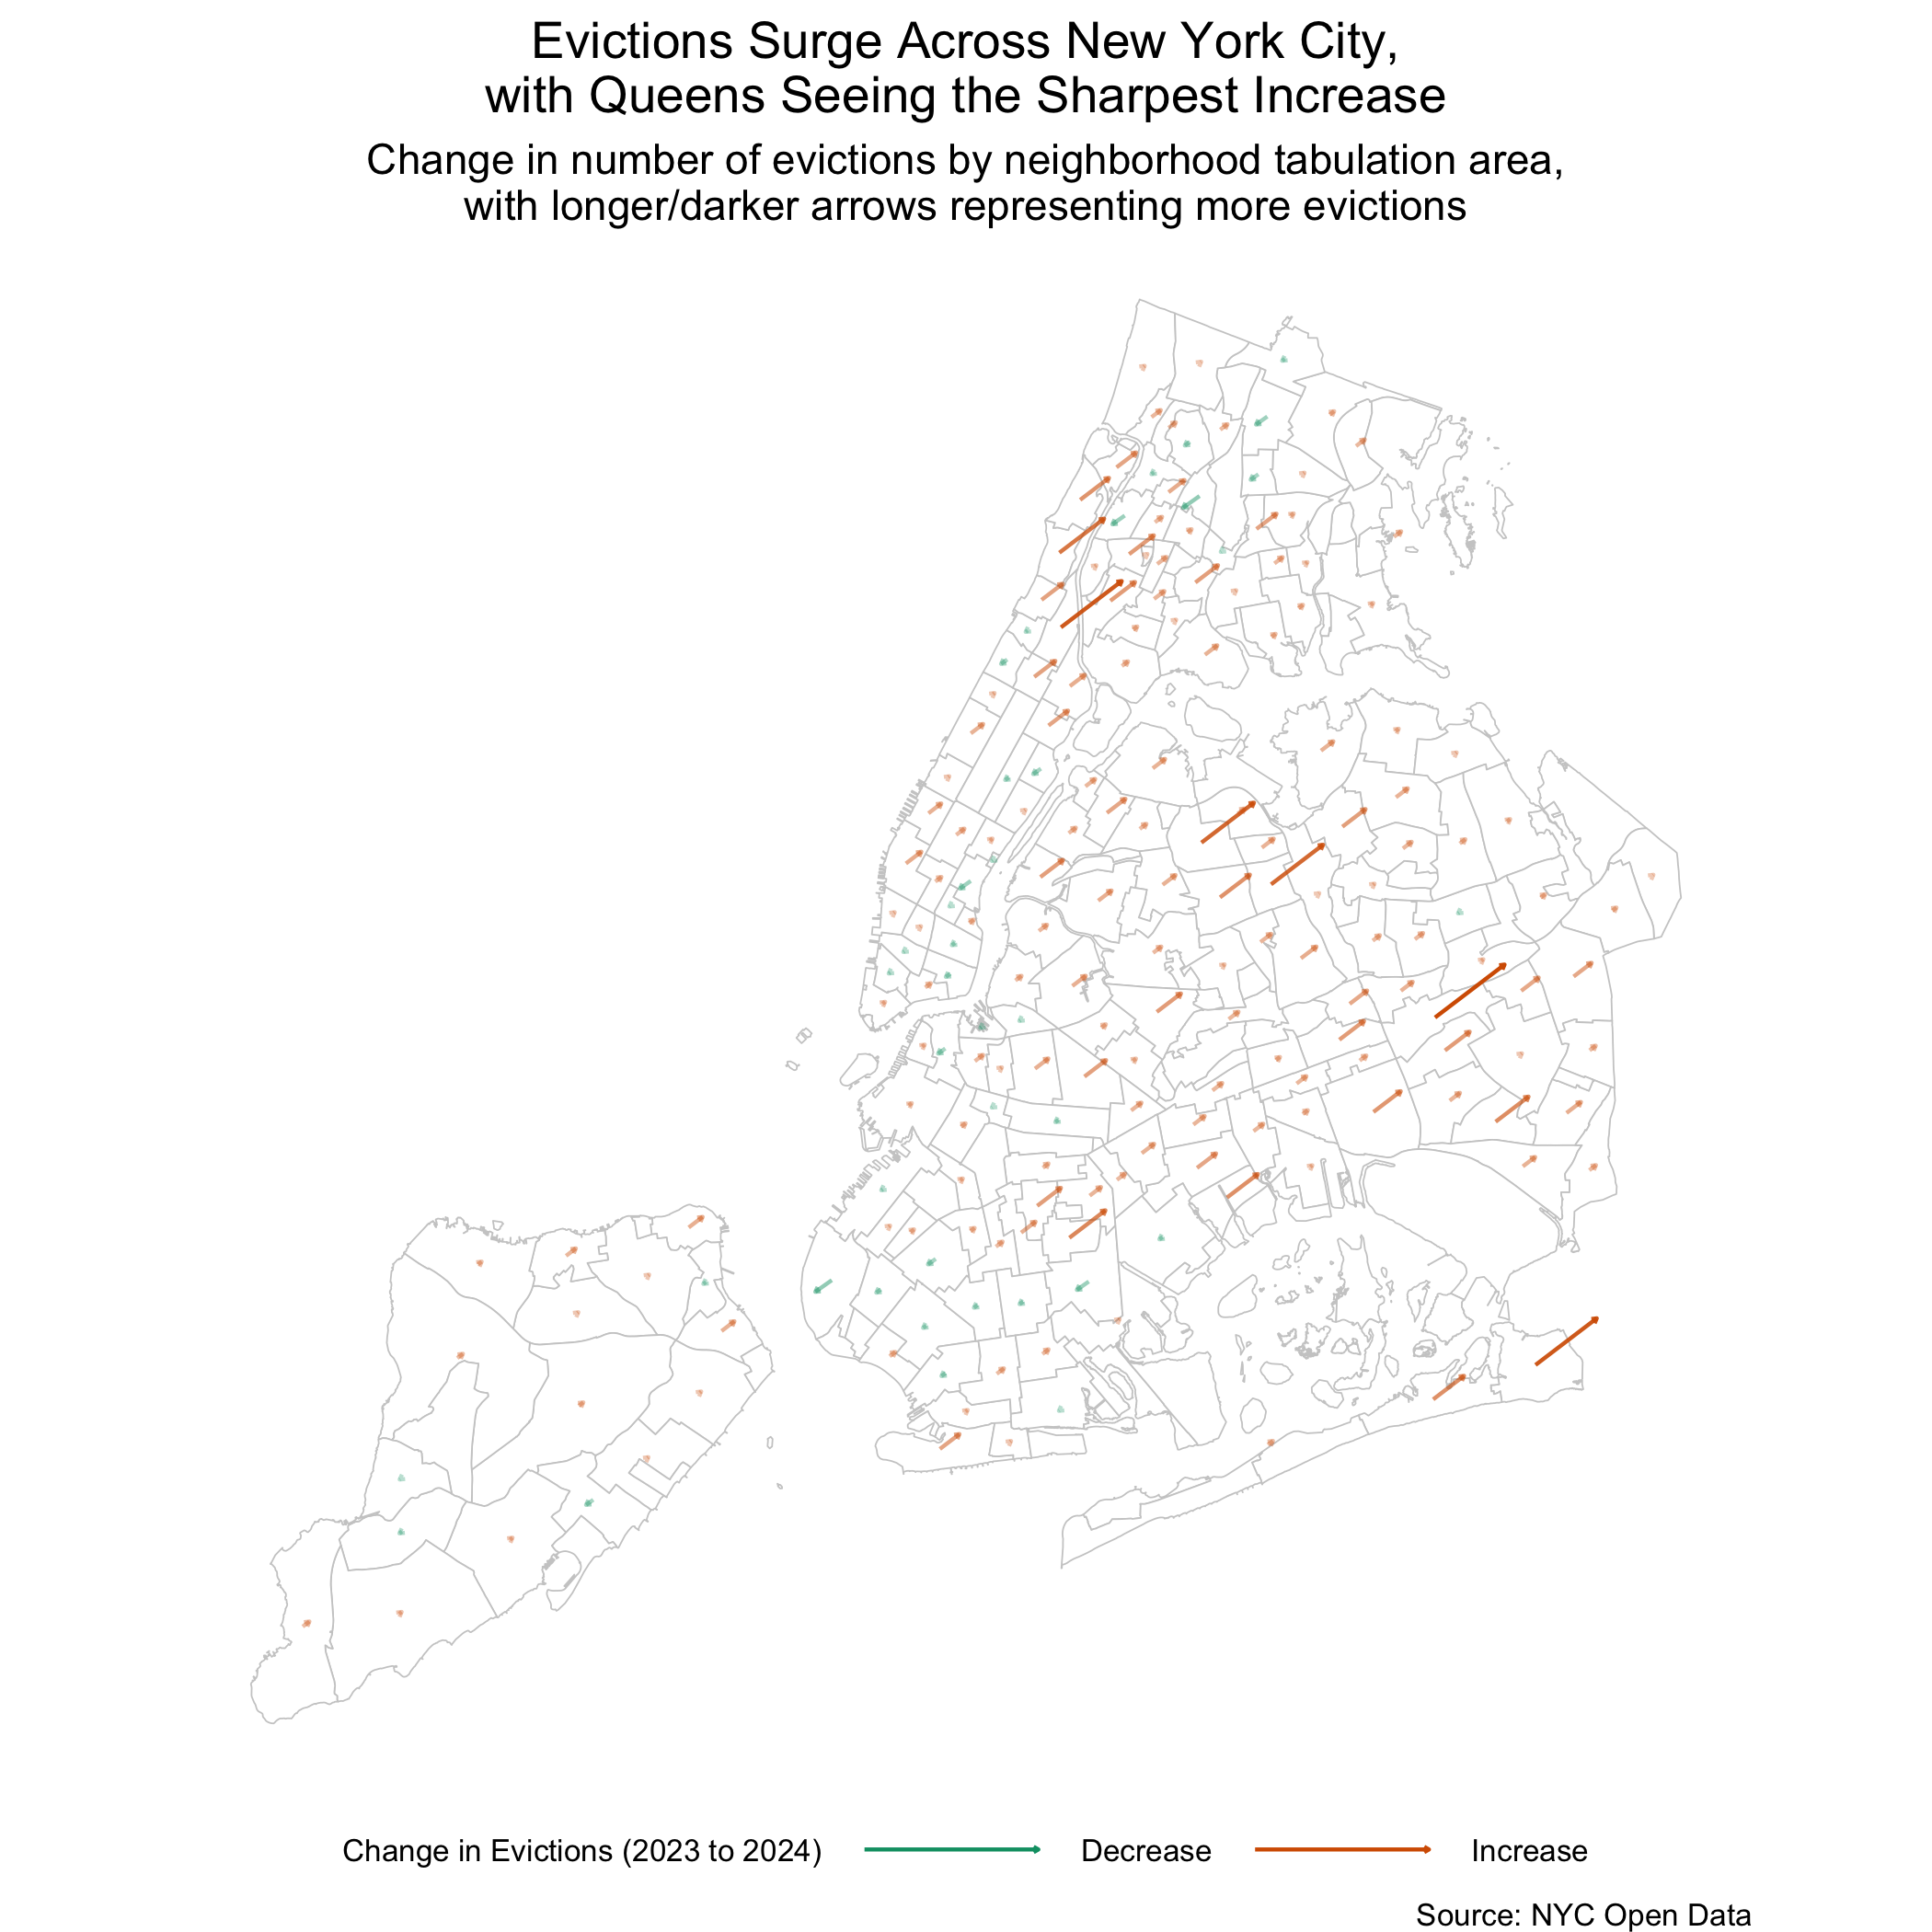 Evictions Surge Across New York City,
with Queens Seeing the Sharpest Increase
Change in number of evictions by neighborhood tabulation area,
with longer/darker arrows representing more evictions
Change in Evictions (2023 to 2024) Decrease Increase
Source: NYC Open Data